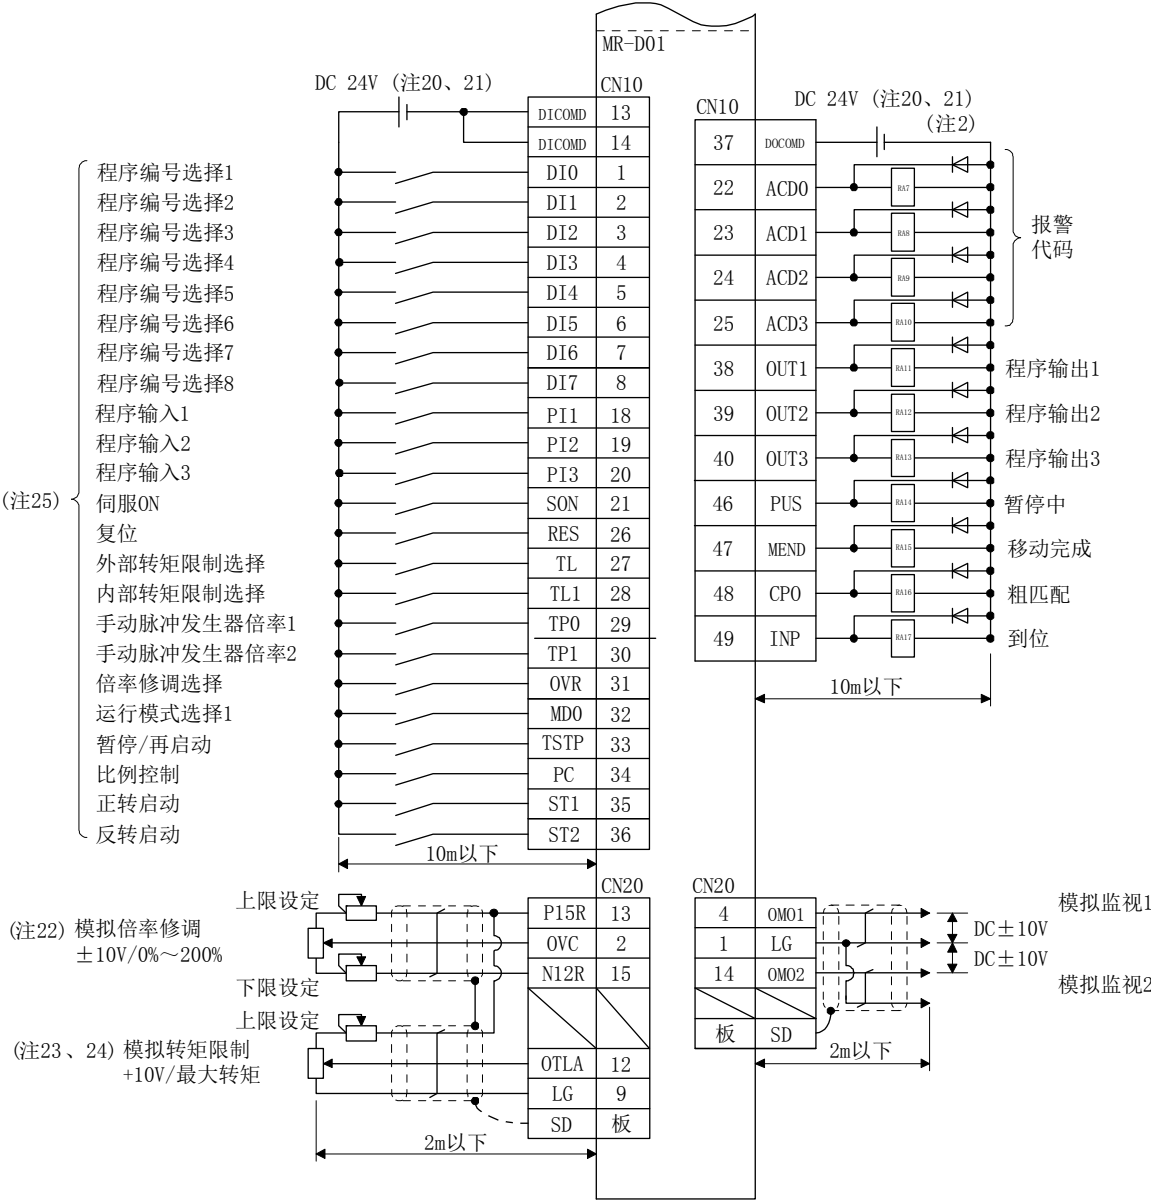 MR-D01
DC 24V (注20、21)
CN10
DICOMD 13
DICOMD 14
程序编号选择1 DI0 1
程序编号选择2 DI1 2
程序编号选择3 DI2 3
程序编号选择4 DI3 4
程序编号选择5 DI4 5
程序编号选择6 DI5 6
程序编号选择7 DI6 7
程序编号选择8 DI7 8
程序输入1 PI1 18
程序输入2 PI2 19
程序输入3 PI3 20
(注25)
伺服ON SON 21
复位 RES 26
外部转矩限制选择 TL 27
内部转矩限制选择 TL1 28
手动脉冲发生器倍率1 TP0 29
手动脉冲发生器倍率2 TP1 30
倍率修调选择 OVR 31
运行模式选择1 MD0 32
暂停/再启动 TSTP 33
比例控制 PC 34
正转启动 ST1 35
反转启动 ST2 36
10m以下
CN10
DC 24V (注20、21)
(注2)
37 DOCOMD
22 ACD0 RA7
23 ACD1 RA8
24 ACD2 RA9
25 ACD3 RA10
报警
代码
38 OUT1 RA11 程序输出1
39 OUT2 RA12 程序输出2
40 OUT3 RA13 程序输出3
46 PUS RA14 暂停中
47 MEND RA15 移动完成
48 CPO RA16 粗匹配
49 INP RA17 到位
10m以下
CN20
上限设定
P15R 13
(注22) 模拟倍率修调
±10V/0%～200%
OVC 2
N12R 15
下限设定
上限设定
(注23、24) 模拟转矩限制
+10V/最大转矩
OTLA 12
LG 9
SD 板
2m以下
CN20
4 OMO1 模拟监视1
DC±10V
1 LG
DC±10V
14 OMO2 模拟监视2
板 SD
2m以下